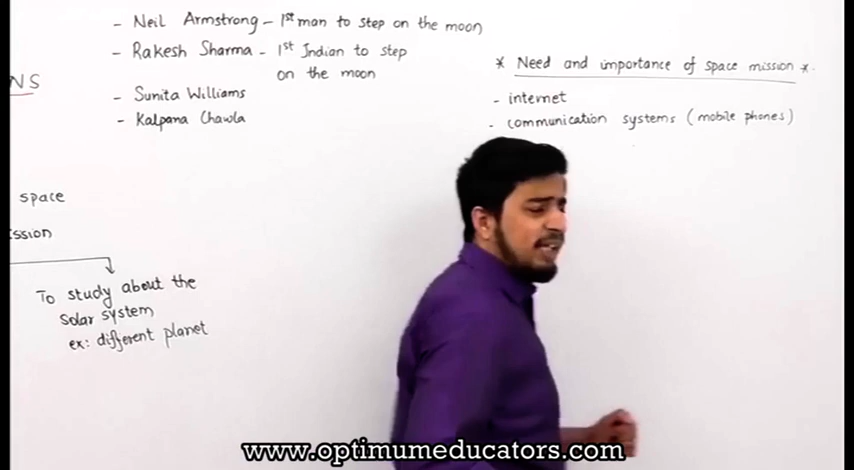 - Neil Armstrong - 1st man to step on the moon
- Rakesh Sharma - 1st Indian to step
on the moon
- Sunita Williams
- Kalpana Chawla
NS
space
ssion
To study about the
Solar system
ex: different planet
* Need and importance of space mission *.
- internet
- communication systems (mobile phones)
www.optimumeducators.com